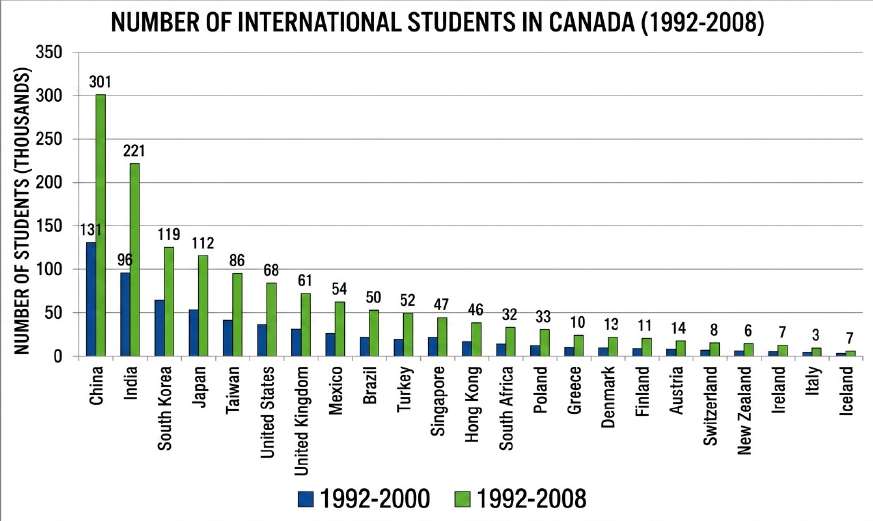 NUMBER OF INTERNATIONAL STUDENTS IN CANADA (1992-2008)
NUMBER OF STUDENTS (THOUSANDS)
350
300
250
200
150
100
50
0
301
131
221
96
119
112
86
68
61
54
50
52
47
46
32
33
10
13
11
14
8
6
7
3
7
China
India
South Korea
Japan
Taiwan
United States
United Kingdom
Mexico
Brazil
Turkey
Singapore
Hong Kong
South Africa
Poland
Greece
Denmark
Finland
Austria
Switzerland
New Zealand
Ireland
Italy
Iceland
1992-2000
1992-2008